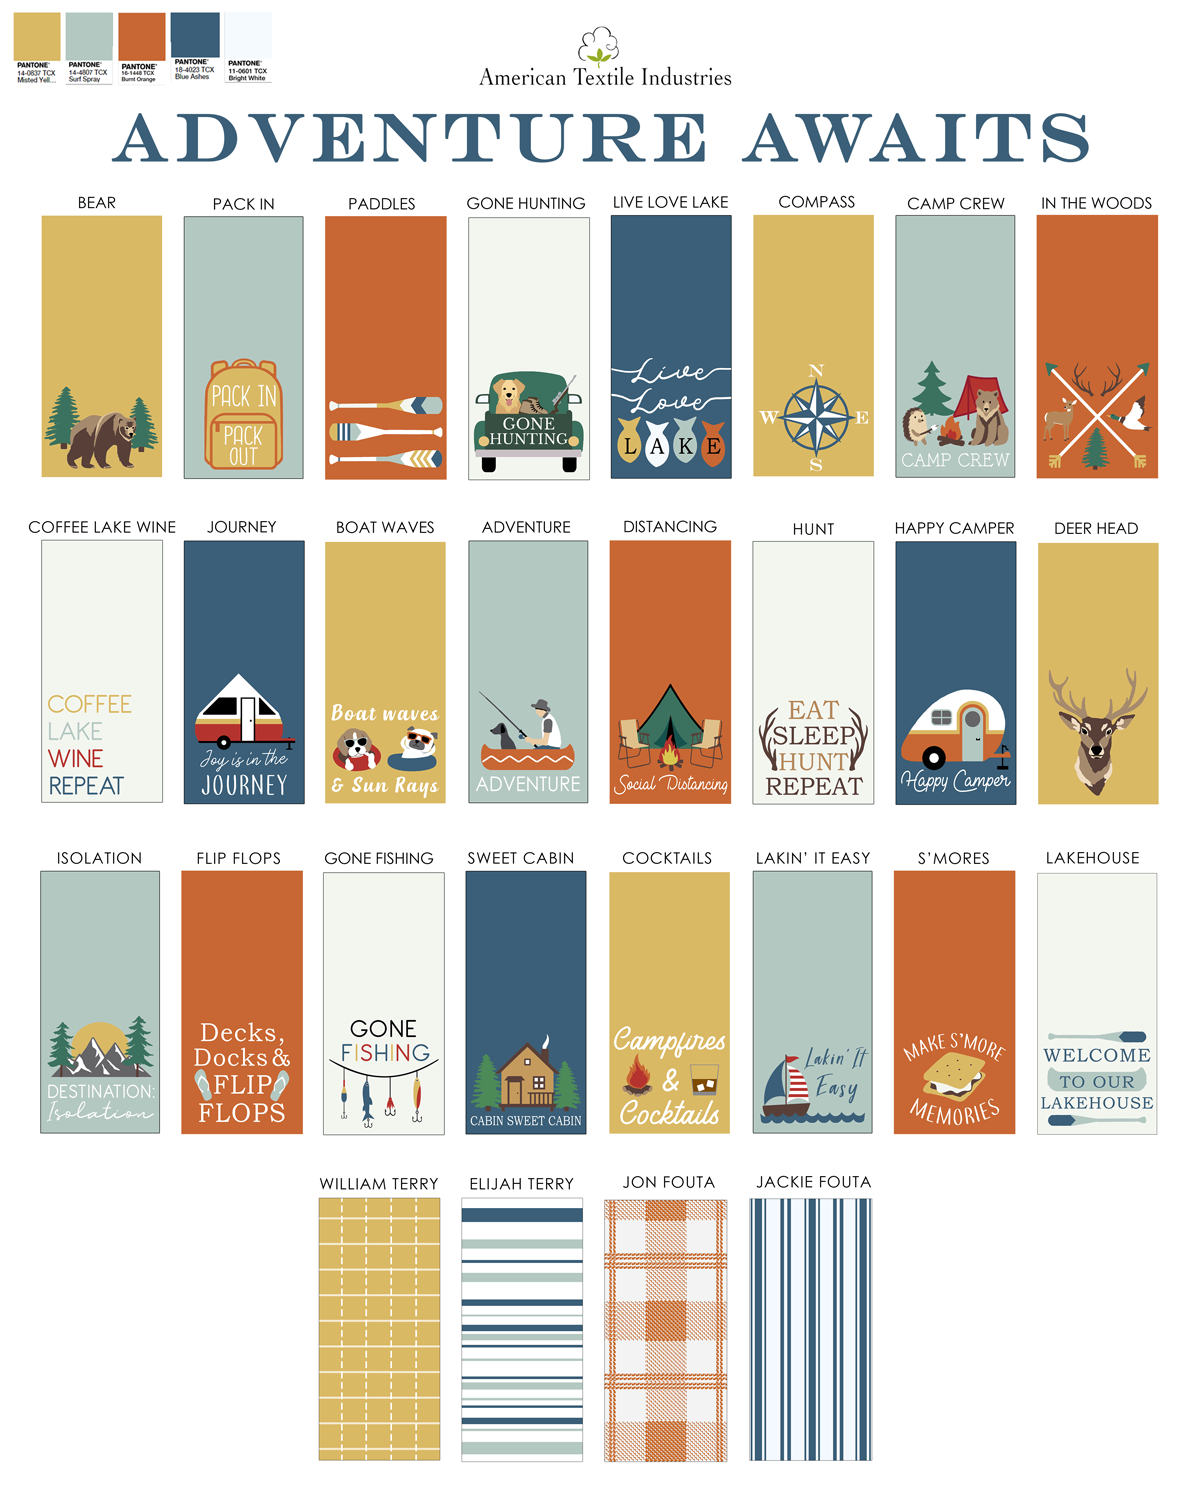 PANTONE®
14-0837 TCX
Misted Yell...
PANTONE®
14-4807 TCX
Surf Spray
PANTONE®
16-1448 TCX
Burnt Orange
PANTONE®
18-4023 TCX
Blue Ashes
PANTONE®
11-0601 TCX
Bright White
American Textile Industries
ADVENTURE AWAITS
BEAR
PACK IN
PADDLES
GONE HUNTING
LIVE LOVE LAKE
COMPASS
CAMP CREW
IN THE WOODS
PACK IN
PACK
OUT
GONE
HUNTING
Live
Love
LAKE
N
W E
S
CAMP CREW
COFFEE LAKE WINE
JOURNEY
BOAT WAVES
ADVENTURE
DISTANCING
HUNT
HAPPY CAMPER
DEER HEAD
COFFEE
LAKE
WINE
REPEAT
Joy is in the
JOURNEY
Boat waves
& Sun Rays
ADVENTURE
Social Distancing
EAT
SLEEP
HUNT
REPEAT
Happy Camper
ISOLATION
FLIP FLOPS
GONE FISHING
SWEET CABIN
COCKTAILS
LAKIN' IT EASY
S'MORES
LAKEHOUSE
DESTINATION:
Isolation
Decks,
Docks &
FLIP
FLOPS
GONE
FISHING
CABIN SWEET CABIN
Campfires
&
Cocktails
Lakin' It
Easy
MAKE S'MORE
MEMORIES
WELCOME
TO OUR
LAKEHOUSE
WILLIAM TERRY
ELIJAH TERRY
JON FOUTA
JACKIE FOUTA